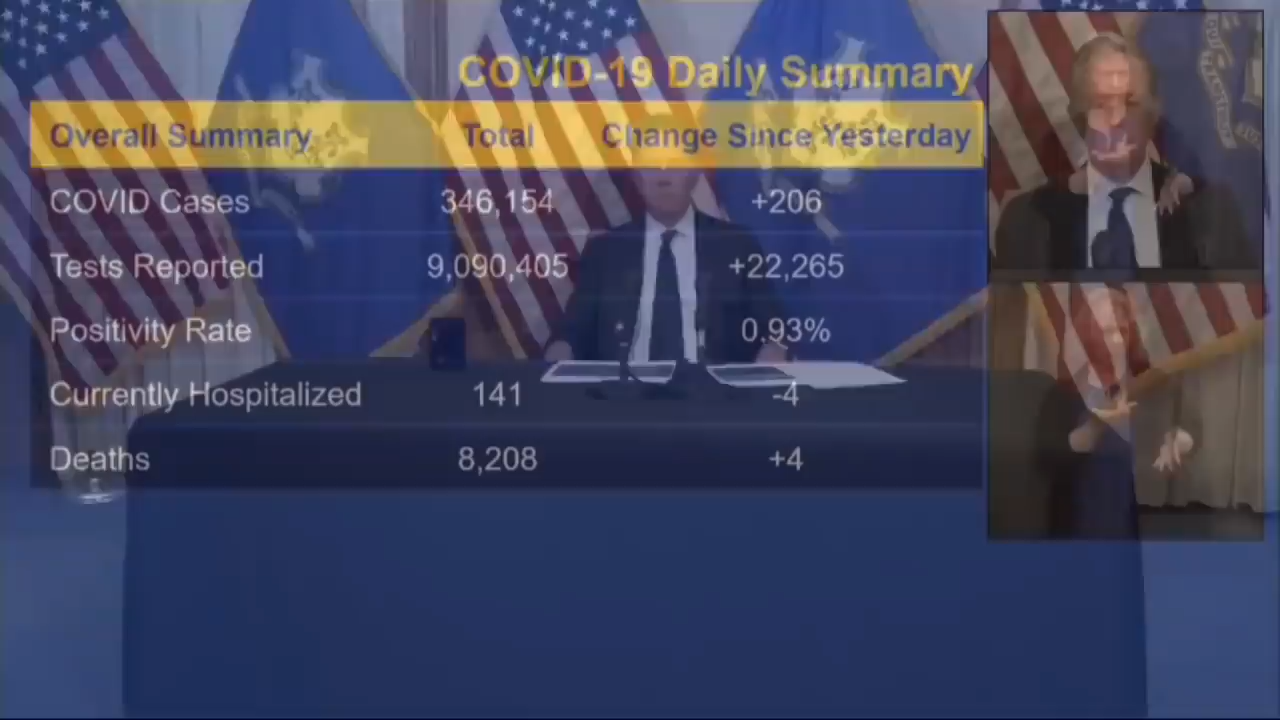 COVID-19 Daily Summary
Overall Summary Total Change Since Yesterday
COVID Cases 346,154 +206
Tests Reported 9,090,405 +22,265
Positivity Rate 0.93%
Currently Hospitalized 141 -4
Deaths 8,208 +4